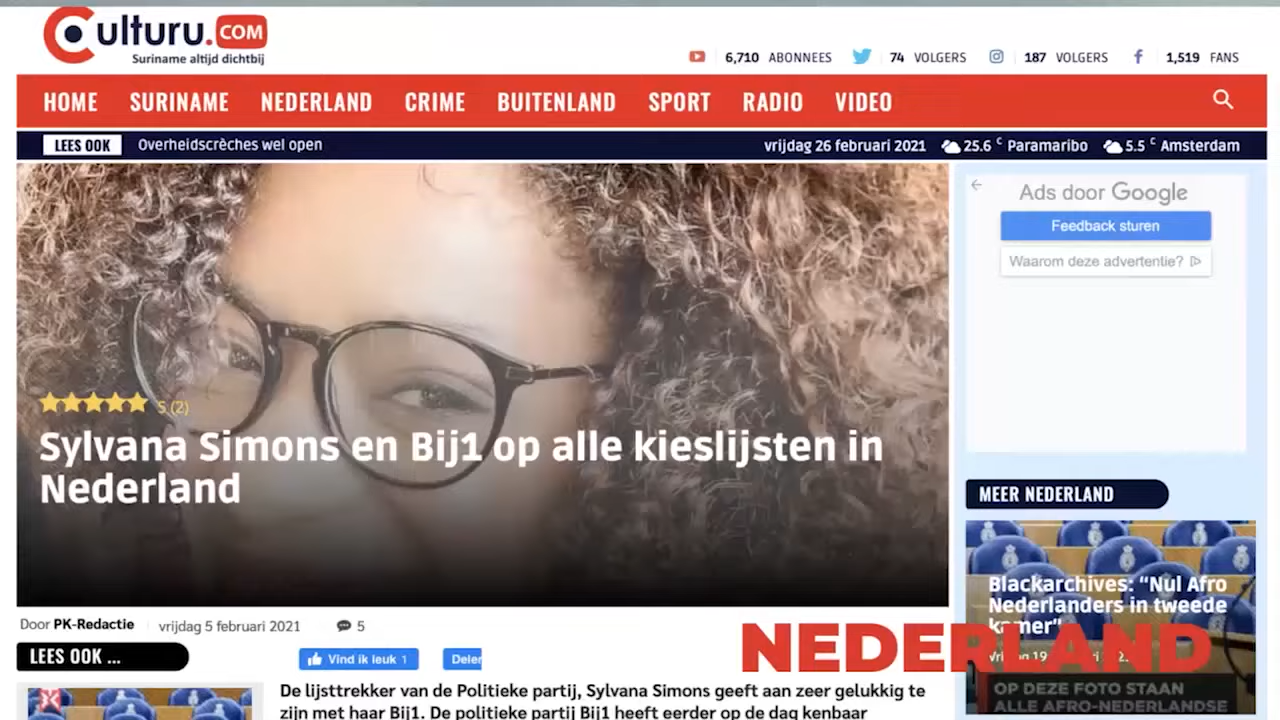 Culturu.COM
Suriname altijd dichtbij
6,710 ABONNEES 74 VOLGERS 187 VOLGERS 1,519 FANS
HOME SURINAME NEDERLAND CRIME BUITENLAND SPORT RADIO VIDEO
LEES OOK Overheidscrèches wel open vrijdag 26 februari 2021 25.6 C Paramaribo 5.5 C Amsterdam
Ads door Google
Feedback sturen
Waarom deze advertentie?
5 (2)
Sylvana Simons en Bij1 op alle kieslijsten in
Nederland
MEER NEDERLAND
Blackarchives: “Nul Afro
Nederlanders in tweede
kamer”
NEDERLAND
OP DEZE FOTO STAAN
ALLE AFRO-NEDERLANDSE
Door PK-Redactie vrijdag 5 februari 2021 5
LEES OOK ...
Vind ik leuk 1
De lijsttrekker van de Politieke partij, Sylvana Simons geeft aan zeer gelukkig te
zijn met haar Bij1. De politieke partij Bij1 heeft eerder op de dag kenbaar